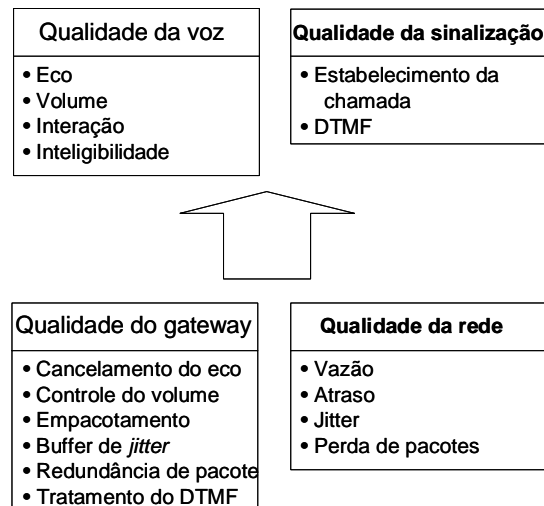 Qualidade da voz
• Eco
• Volume
• Interação
• Inteligibilidade
Qualidade da sinalização
• Estabelecimento da
chamada
• DTMF
Qualidade do gateway
• Cancelamento do eco
• Controle do volume
• Empacotamento
• Buffer de jitter
• Redundância de pacote
• Tratamento do DTMF
Qualidade da rede
• Vazão
• Atraso
• Jitter
• Perda de pacotes